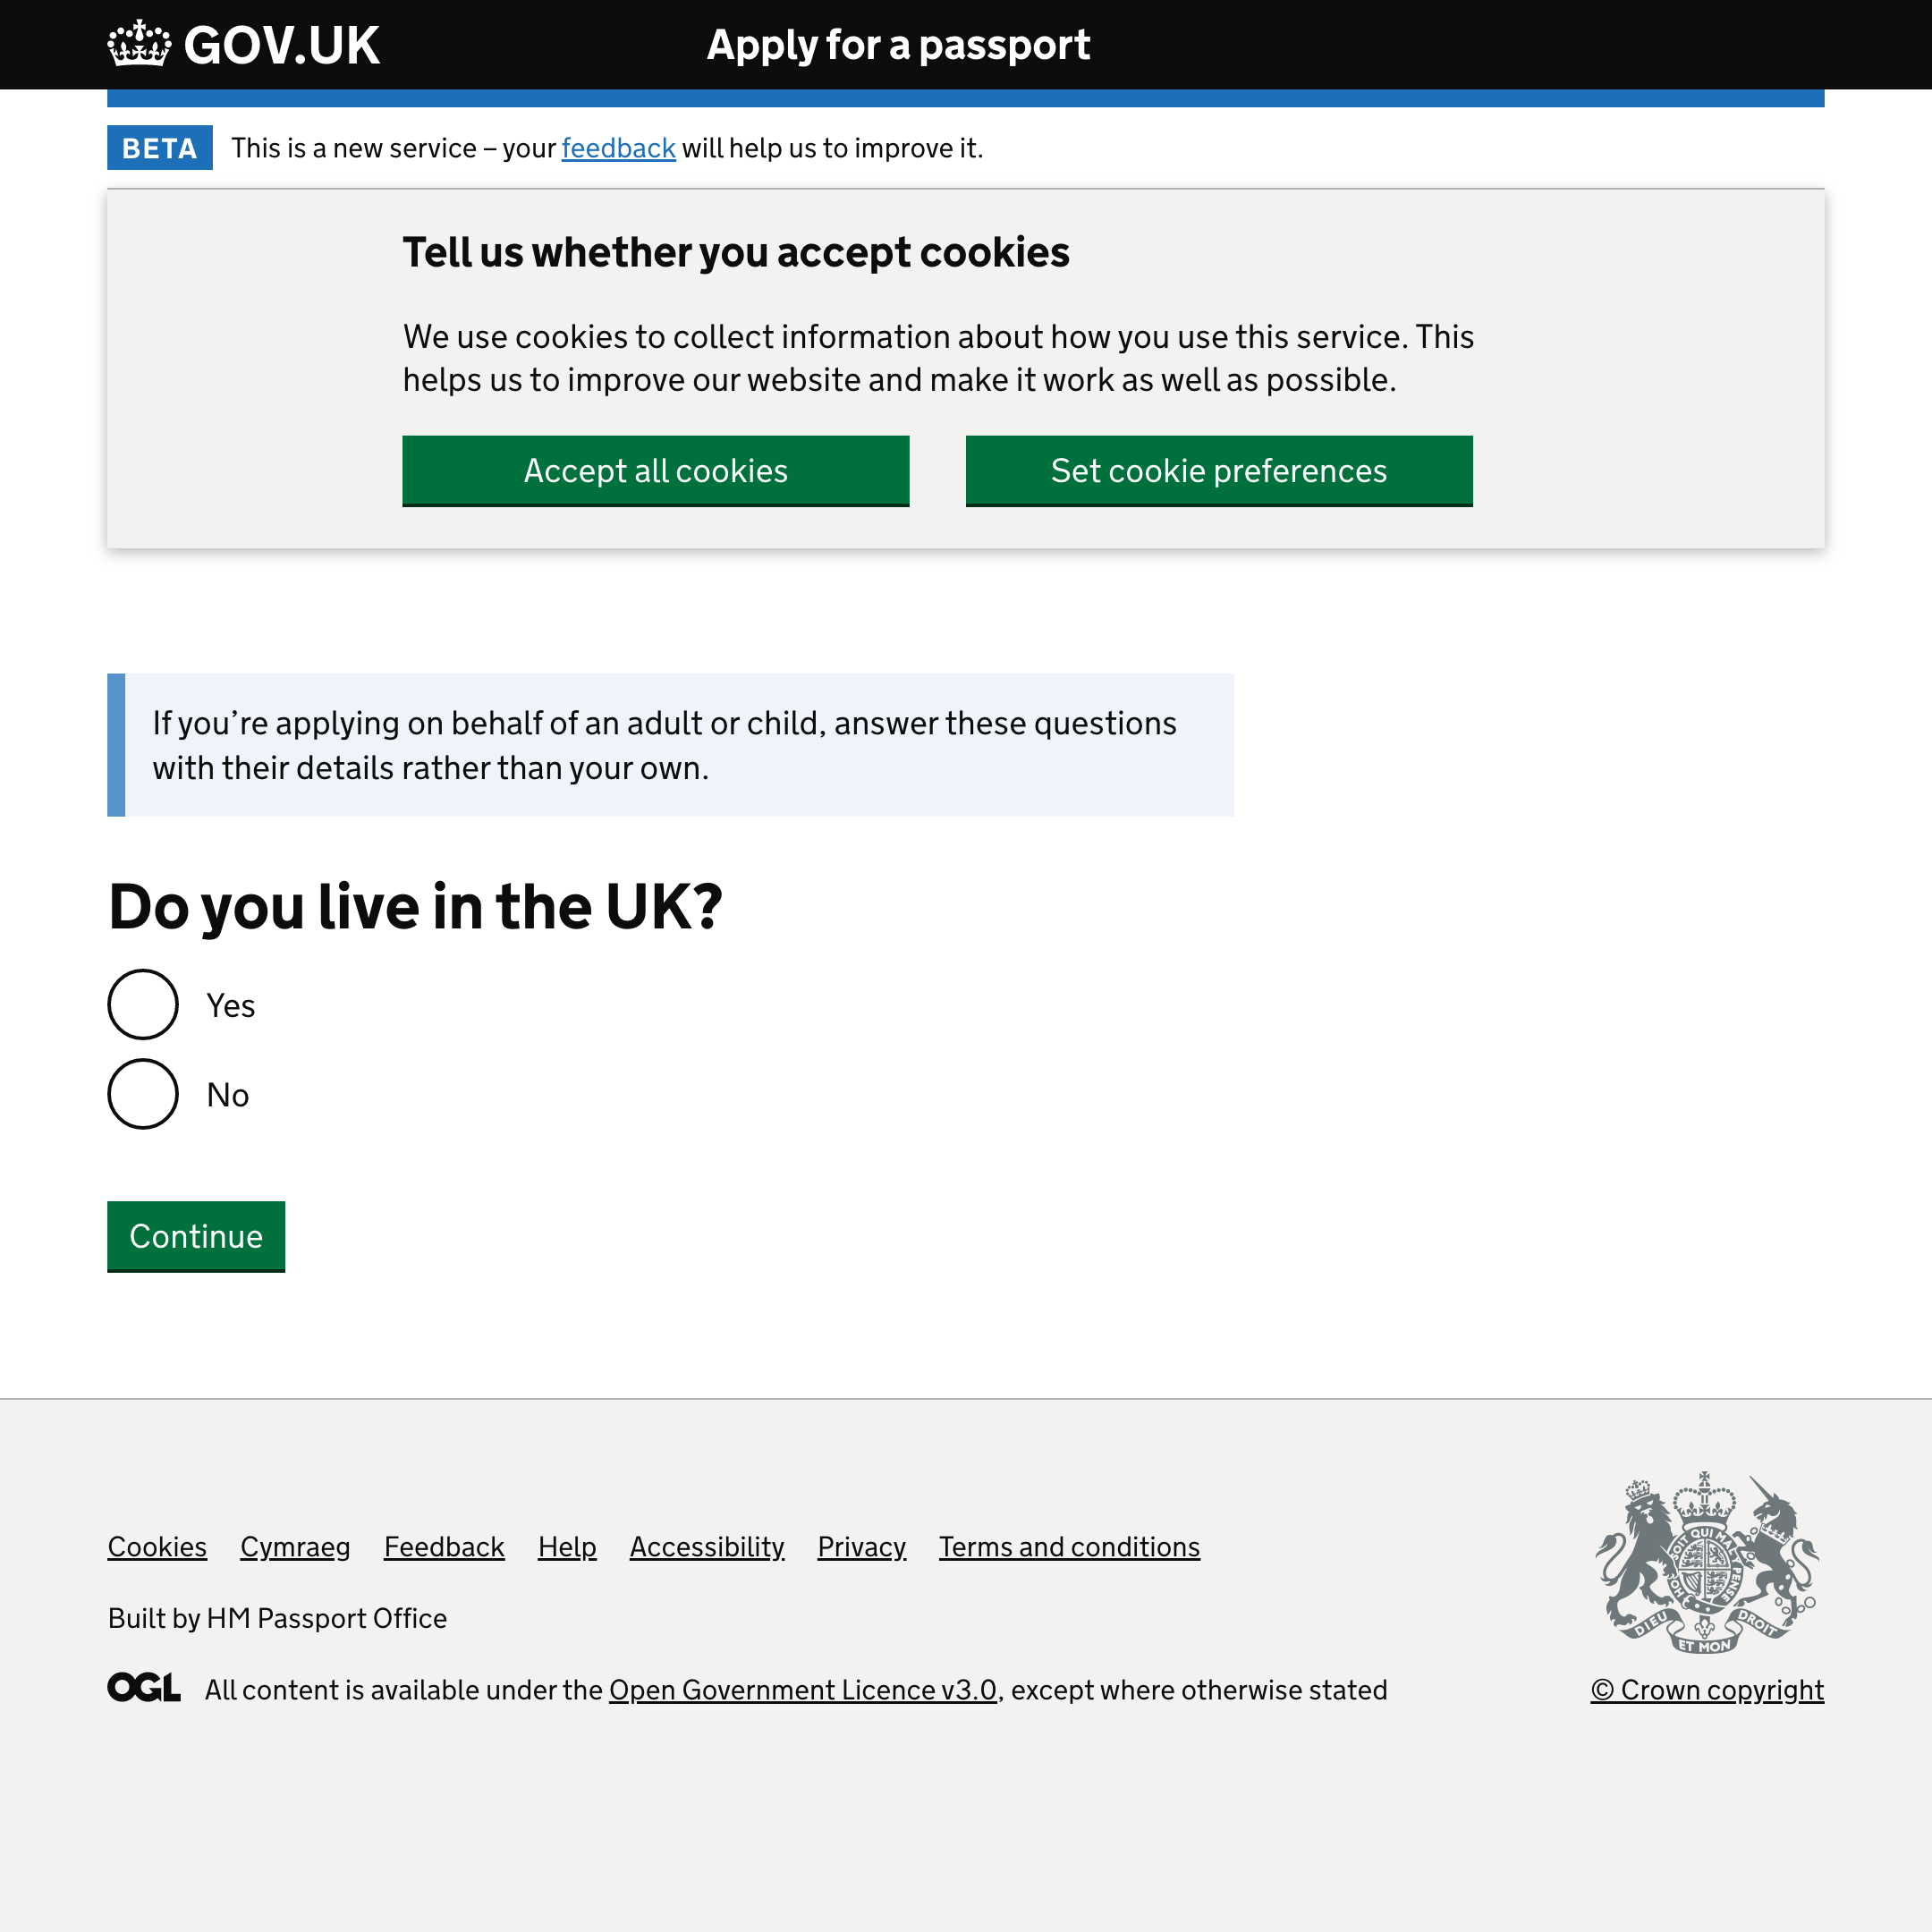 GOV.UK Apply for a passport
BETA This is a new service – your feedback will help us to improve it.
Tell us whether you accept cookies
We use cookies to collect information about how you use this service. This
helps us to improve our website and make it work as well as possible.
Accept all cookies Set cookie preferences
If you’re applying on behalf of an adult or child, answer these questions
with their details rather than your own.
Do you live in the UK?
Yes
No
Continue
Cookies Cymraeg Feedback Help Accessibility Privacy Terms and conditions
Built by HM Passport Office
OGL All content is available under the Open Government Licence v3.0, except where otherwise stated
SOIT QUI MAL PENSE
DIEU ET MON DROIT
© Crown copyright